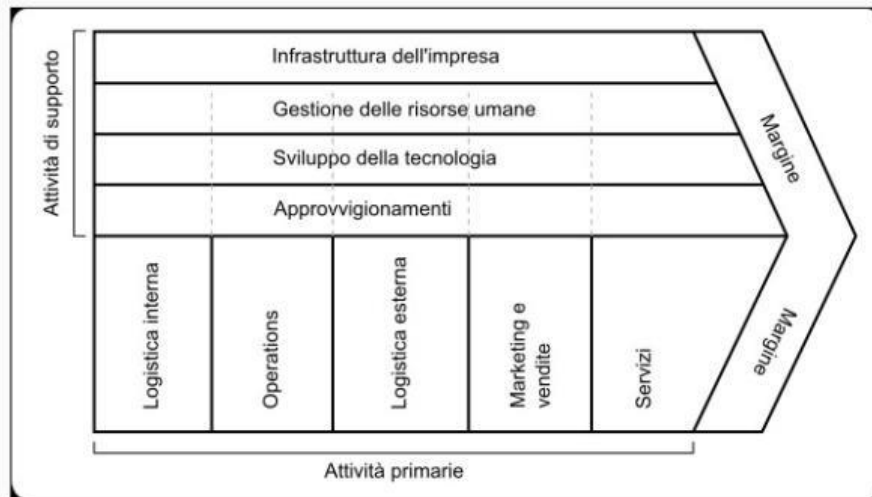 Attività di supporto
Infrastruttura dell'impresa
Gestione delle risorse umane
Sviluppo della tecnologia
Approvvigionamenti
Margine
Logistica interna
Operations
Logistica esterna
Marketing e
vendite
Servizi
Margine
Attività primarie